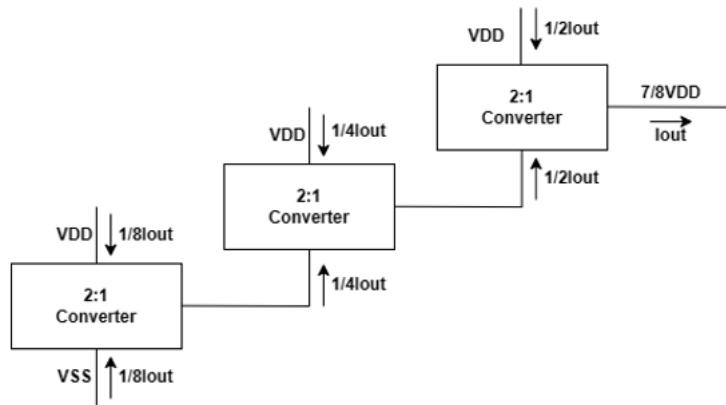 VDD
1/2Iout
2:1
Converter
7/8VDD
Iout
1/2Iout
VDD
1/4Iout
2:1
Converter
1/4Iout
VDD
1/8Iout
2:1
Converter
VSS
1/8Iout